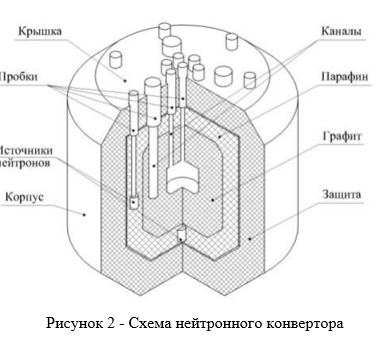 Крышка
Каналы
Пробки
Парафин
Источники
нейтронов
Графит
Корпус
Защита
Рисунок 2 - Схема нейтронного конвертора